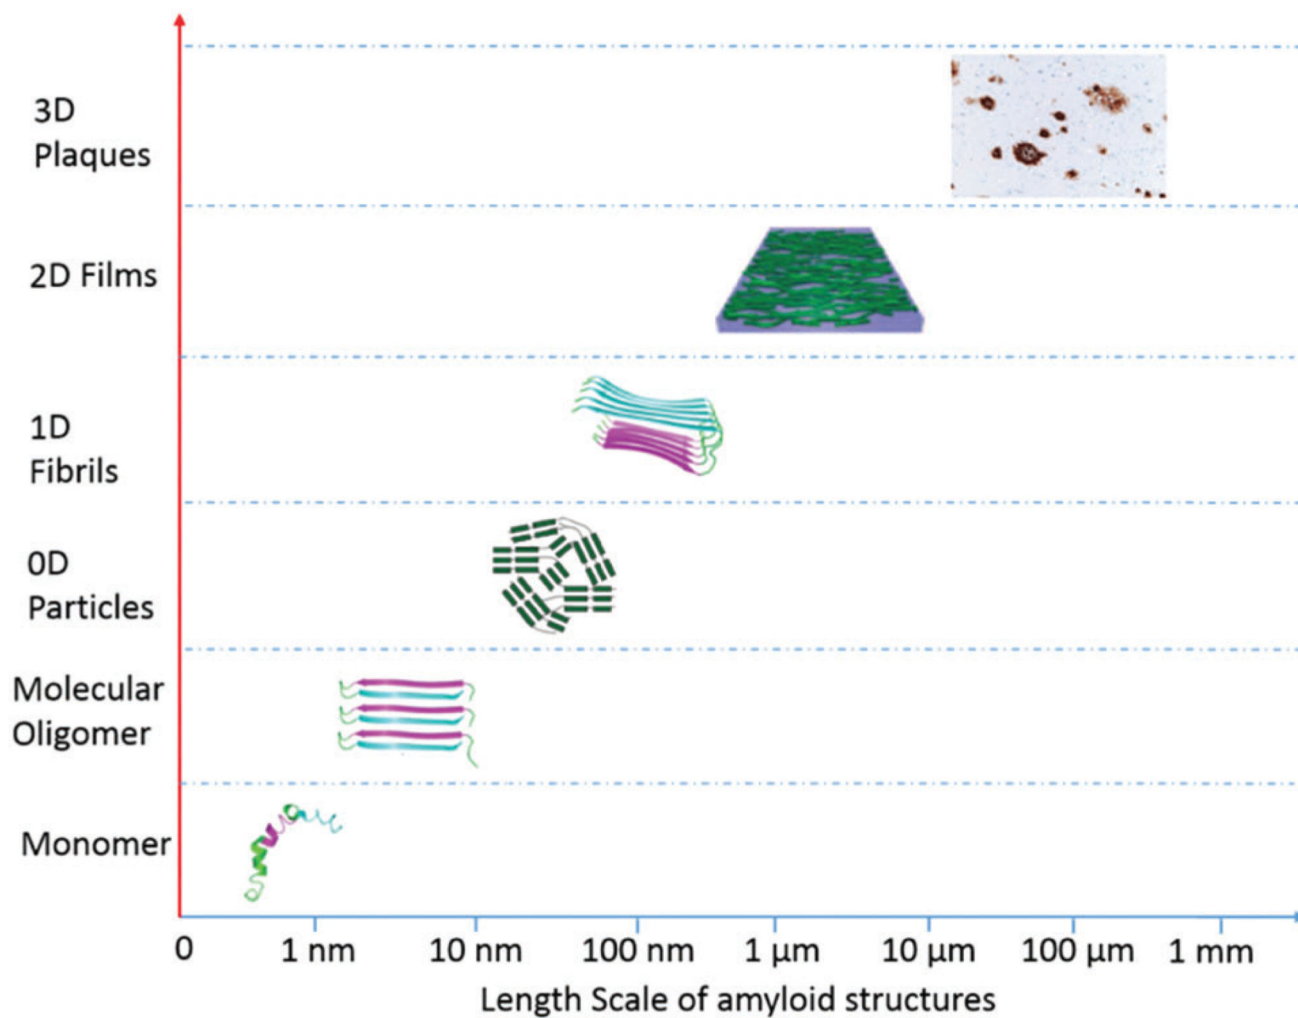 3D
Plaques
2D Films
1D
Fibrils
0D
Particles
Molecular
Oligomer
Monomer
0 1 nm 10 nm 100 nm 1 μm 10 μm 100 μm 1 mm
Length Scale of amyloid structures